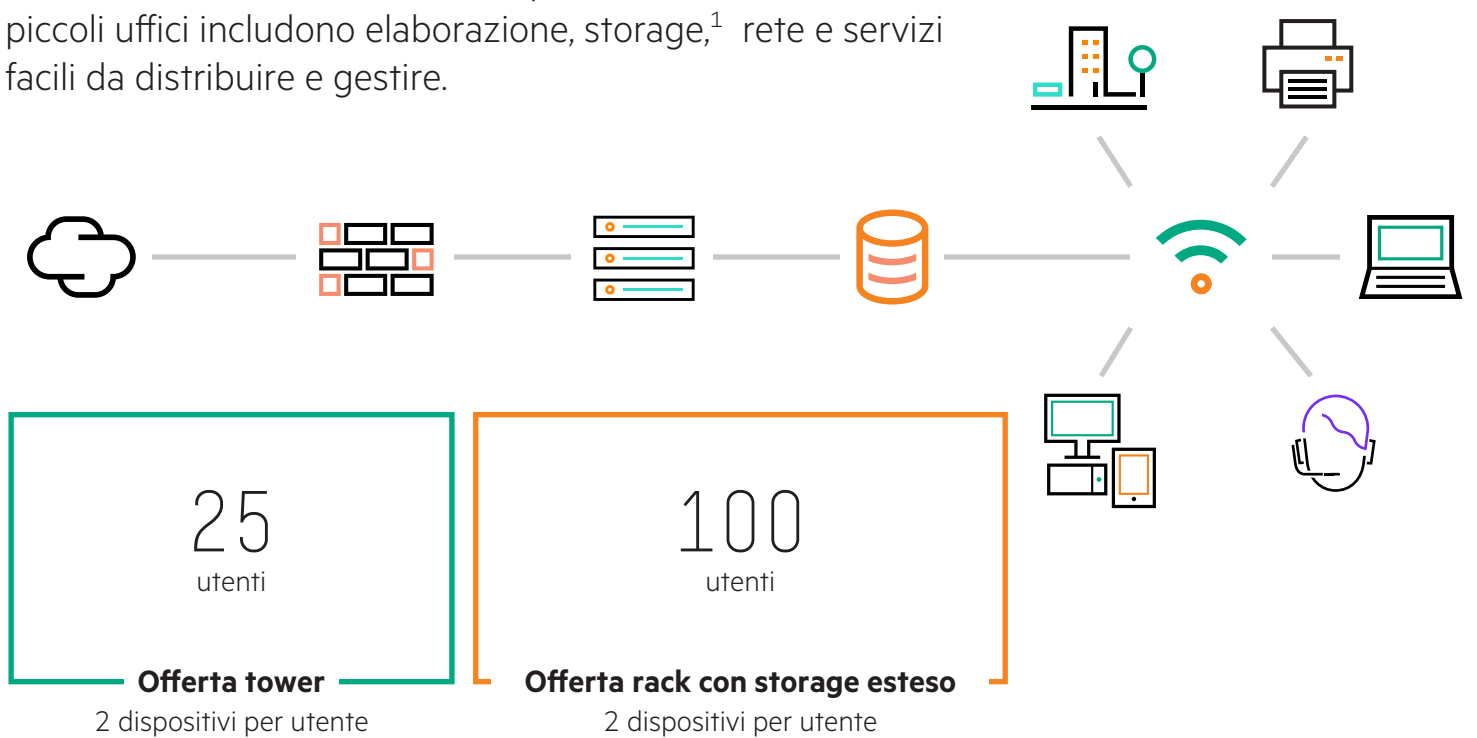 piccoli uffici includono elaborazione, storage,¹ rete e servizi
facili da distribuire e gestire.
25
utenti
Offerta tower
2 dispositivi per utente
100
utenti
Offerta rack con storage esteso
2 dispositivi per utente